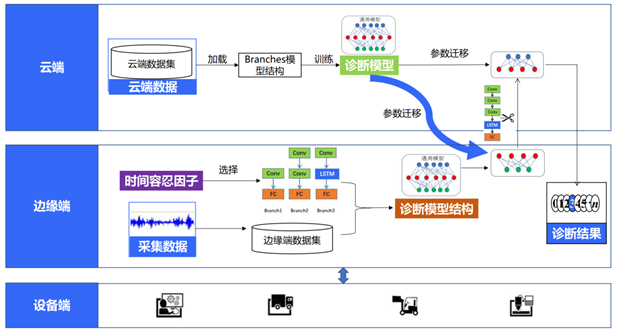 云端
云端数据集
云端数据
加载
Branches模
型结构
训练
通用模型
诊断模型
参数迁移
参数迁移
Conv
Conv
Conv
LSTM
FC
边缘端
时间容忍因子
选择
Conv
Conv
Conv
Conv
LSTM
FC
FC
FC
Branch1
Branch2
Branch3
采集数据
边缘端数据集
通用模型
诊断模型结构
诊断结果
设备端